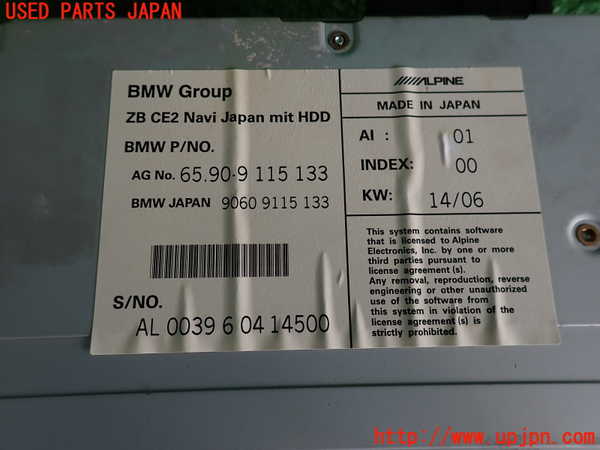 USED PARTS JAPAN
BMW Group
ZB CE2 Navi Japan mit HDD
BMW P/NO.
AG No. 65.90-9 115 133
BMW JAPAN 9060 9115 133
S/NO.
AL 0039 6 04 14500
ALPINE
MADE IN JAPAN
AI : 01
INDEX: 00
KW: 14/06
This system contains software
that is licensed to Alpine
Electronics, Inc. by one or more
third parties pursuant to
license agreement(s).
Any removal, reproduction, reverse
engineering or other unauthorized
use of the software from
this system is in violation of the
license agreement(s) is
strictly prohibited.
http://www.upjpn.com